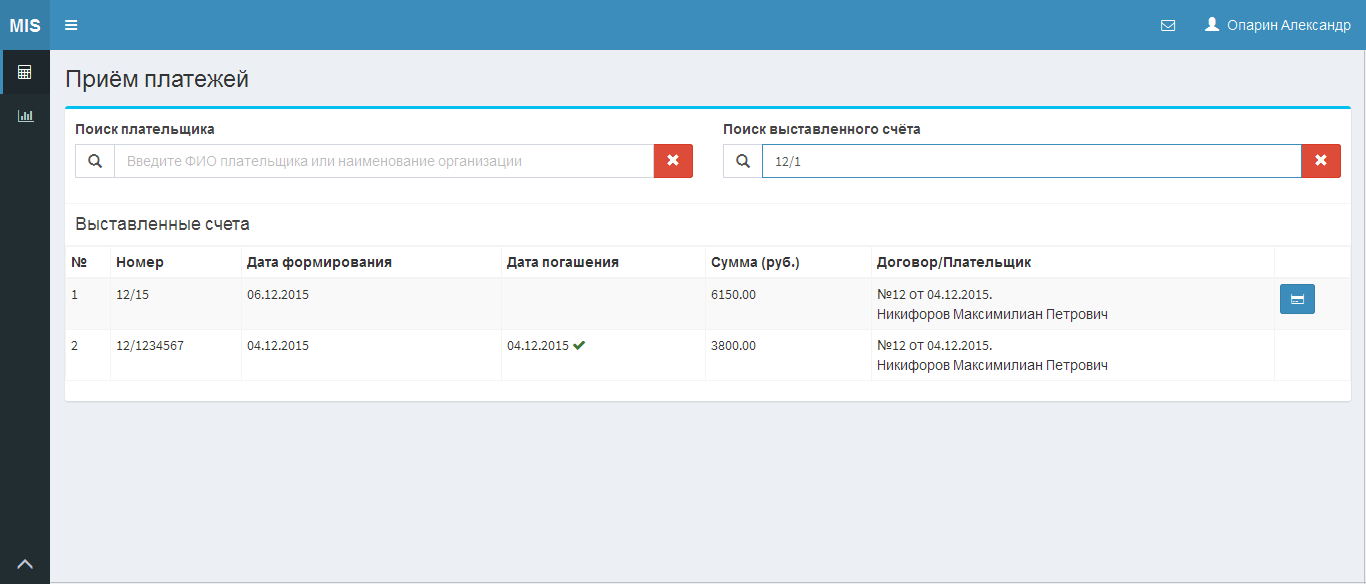 MIS
Опарин Александр
Приём платежей
Поиск плательщика
Поиск выставленного счёта
Введите ФИО плательщика или наименование организации
12/1
Выставленные счета
№ Номер Дата формирования Дата погашения Сумма (руб.) Договор/Плательщик
1 12/15 06.12.2015 6150.00 №12 от 04.12.2015.
Никифоров Максимилиан Петрович
2 12/1234567 04.12.2015 04.12.2015 3800.00 №12 от 04.12.2015.
Никифоров Максимилиан Петрович